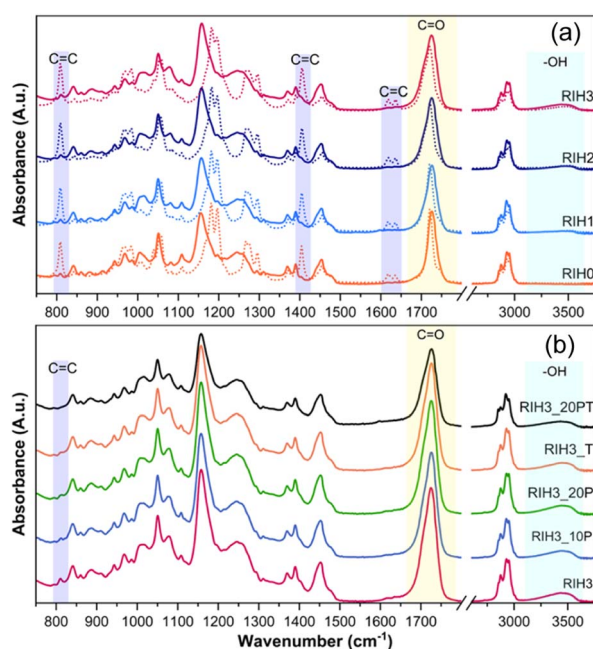 (a)
C=C
C=C
C=C
C=O
-OH
RIH3
RIH2
RIH1
RIH0
Absorbance (A.u.)
800 900 1000 1100 1200 1300 1400 1500 1600 1700 3000 3500
(b)
C=C
C=O
-OH
RIH3_20PT
RIH3_T
RIH3_20P
RIH3_10P
RIH3
Absorbance (A.u.)
800 900 1000 1100 1200 1300 1400 1500 1600 1700 3000 3500
Wavenumber (cm⁻¹)